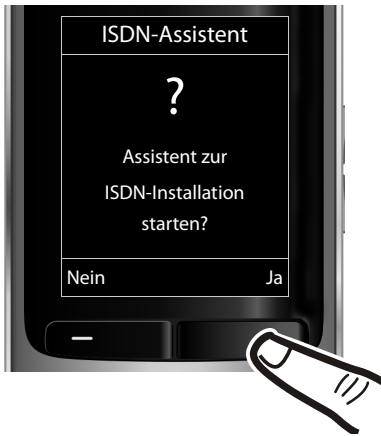 ISDN-Assistent
?
Assistent zur
ISDN-Installation
starten?
Nein Ja